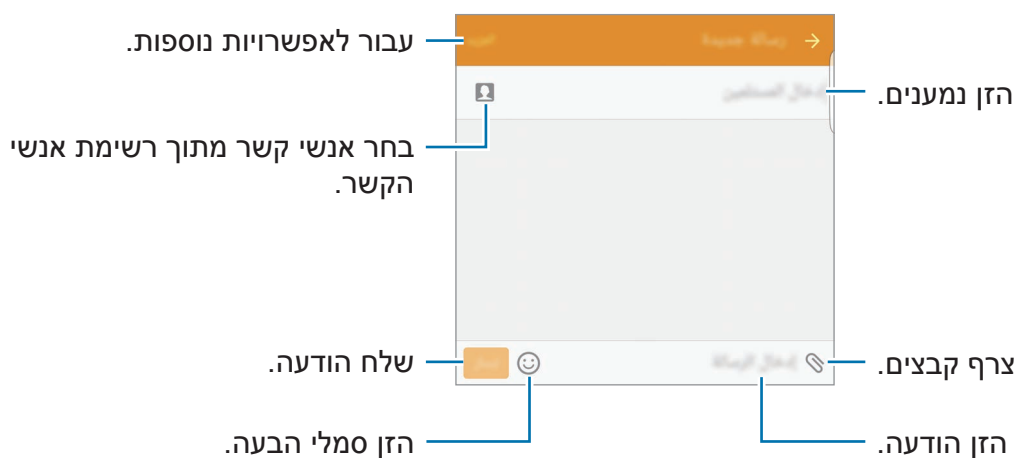 עבור לאפשרויות נוספות.
הזן נמענים.
בחר אנשי קשר מתוך רשימת אנשי
הקשר.
שלח הודעה.
צרף קבצים.
הזן סמלי הבעה.
הזן הודעה.